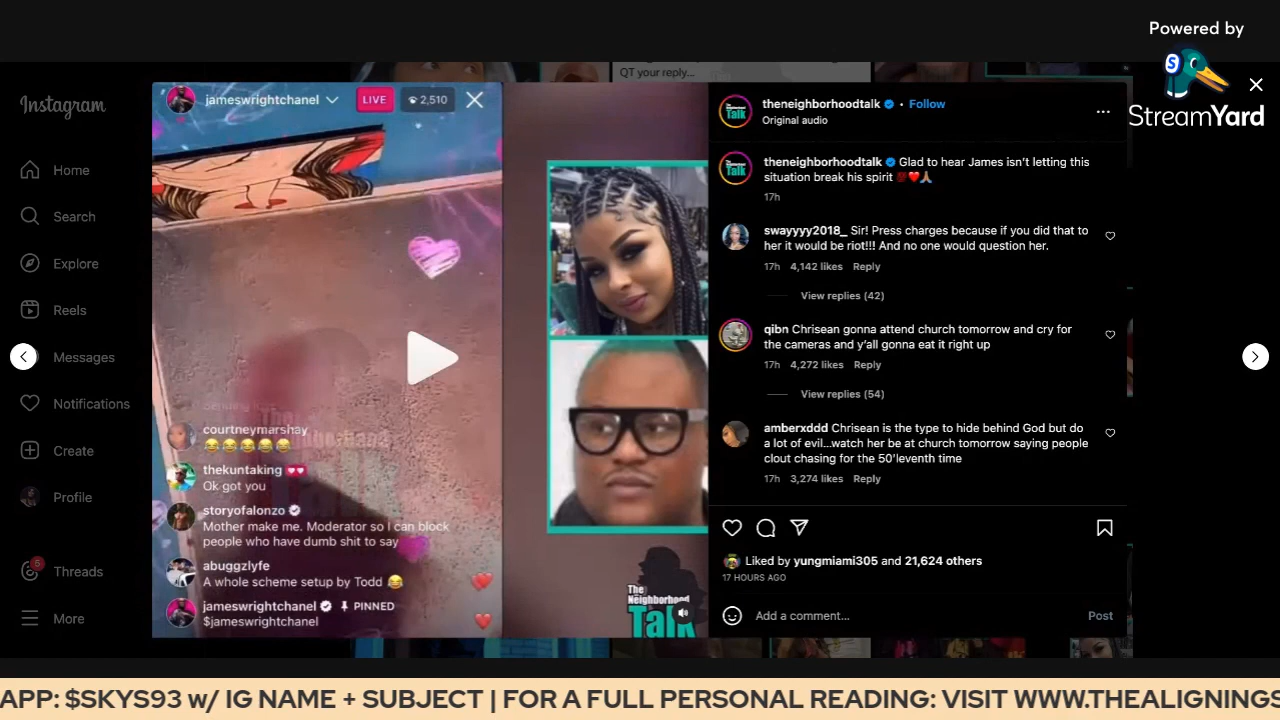 Powered by
StreamYard
QT your reply...
Instagram
Home
Search
Explore
Reels
Messages
Notifications
Create
Profile
5
Threads
More
jameswrightchanel
LIVE
2,510
courtneymarshay
😂😂😂😂😂
thekuntaking 💕
Ok got you
storyofalonzo
Mother make me. Moderator so I can block
people who have dumb shit to say
abuggzlyfe
A whole scheme setup by Todd 😂
jameswrightchanel PINNED
$jameswrightchanel
The
Neighborhood
Talk
theneighborhoodtalk • Follow
Original audio
theneighborhoodtalk Glad to hear James isn't letting this
situation break his spirit 💯❤️🙏🏽
17h
swayyyy2018_ Sir! Press charges because if you did that to
her it would be riot!!! And no one would question her.
17h 4,142 likes Reply
View replies (42)
qibn Chrisean gonna attend church tomorrow and cry for
the cameras and y'all gonna eat it right up
17h 4,272 likes Reply
View replies (54)
amberxddd Chrisean is the type to hide behind God but do
a lot of evil...watch her be at church tomorrow saying people
clout chasing for the 50'leventh time
17h 3,274 likes Reply
Liked by yungmiami305 and 21,624 others
17 HOURS AGO
Add a comment...
Post
APP: $SKYS93 w/ IG NAME + SUBJECT | FOR A FULL PERSONAL READING: VISIT WWW.THEALIGNINGS